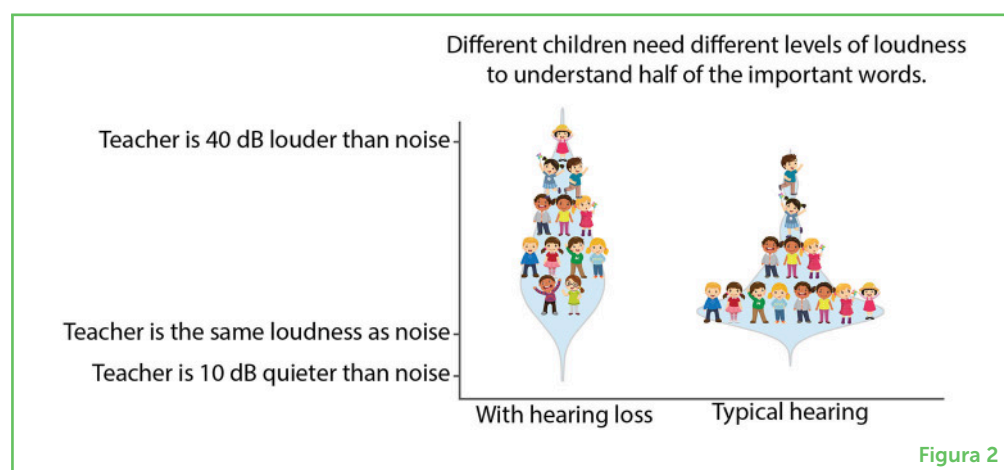 Different children need different levels of loudness
to understand half of the important words.
Teacher is 40 dB louder than noise
Teacher is the same loudness as noise
Teacher is 10 dB quieter than noise
With hearing loss
Typical hearing
Figura 2